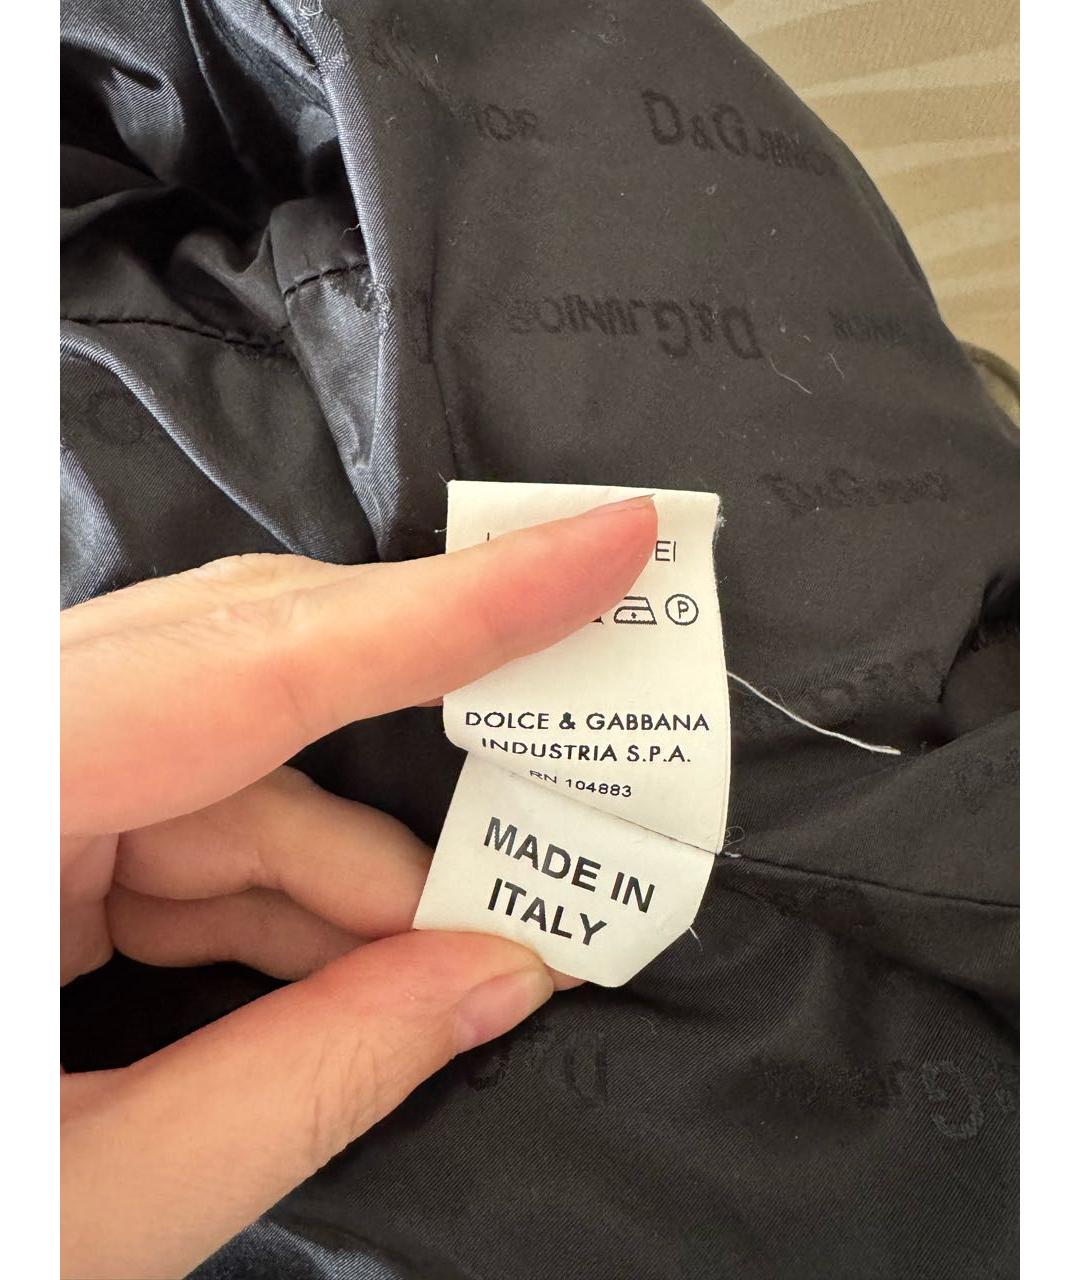 D&G JUNIOR
D&G JUNIOR
DOLCE & GABBANA
INDUSTRIA S.P.A.
RN 104883
MADE IN
ITALY